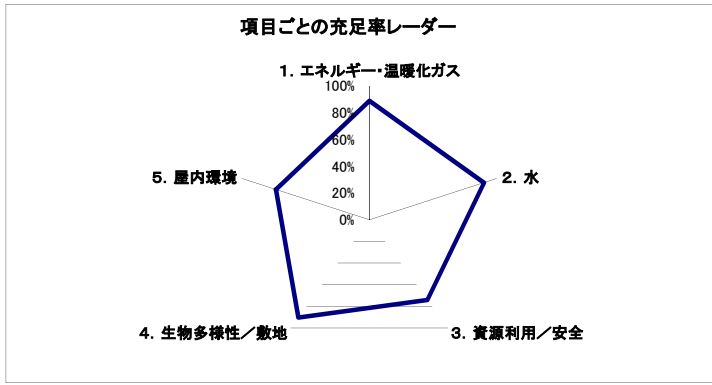 項目ごとの充足率レーダー
1．エネルギー・温暖化ガス
100%
80%
60%
40%
20%
0%
5．屋内環境
2．水
4．生物多様性／敷地
3．資源利用／安全